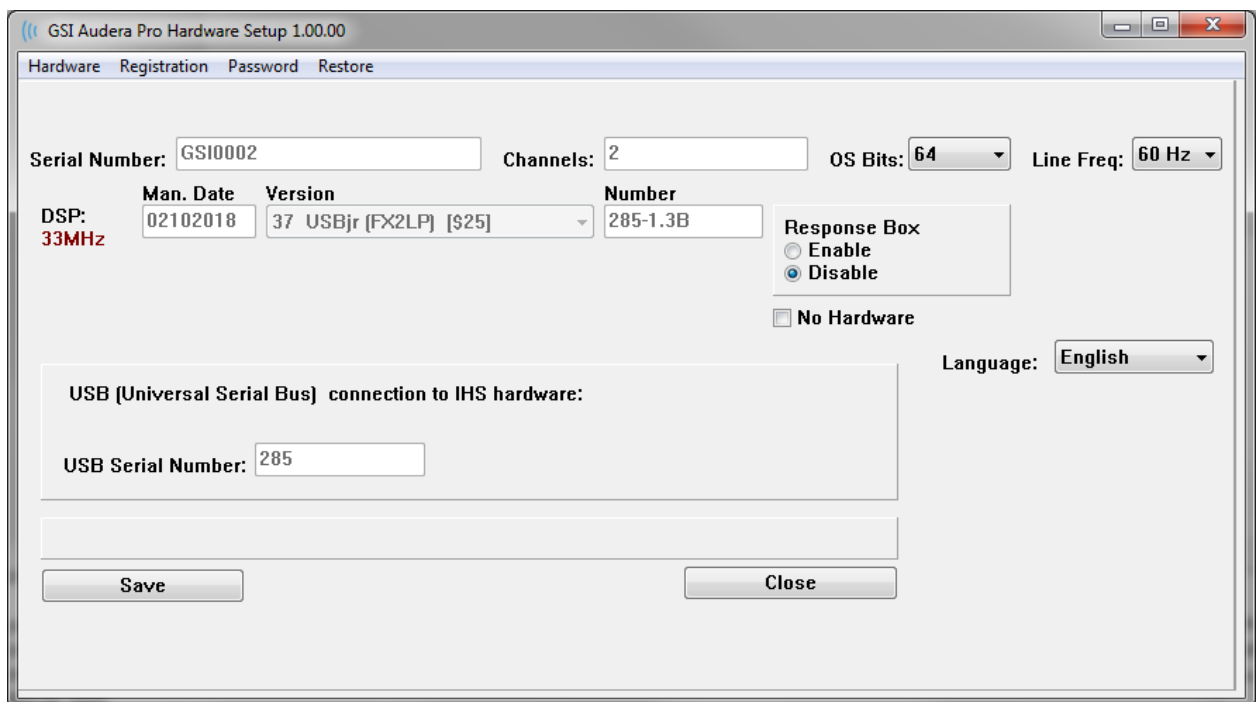 GSI Audera Pro Hardware Setup 1.00.00
Hardware Registration Password Restore
Serial Number: GSI0002 Channels: 2 OS Bits: 64 Line Freq: 60 Hz
Man. Date Version Number
DSP: 02102018 37 USBjr (FX2LP) [$25] 285-1.3B
33MHz
Response Box
Enable
Disable
No Hardware
Language: English
USB (Universal Serial Bus) connection to IHS hardware:
USB Serial Number: 285
Save Close